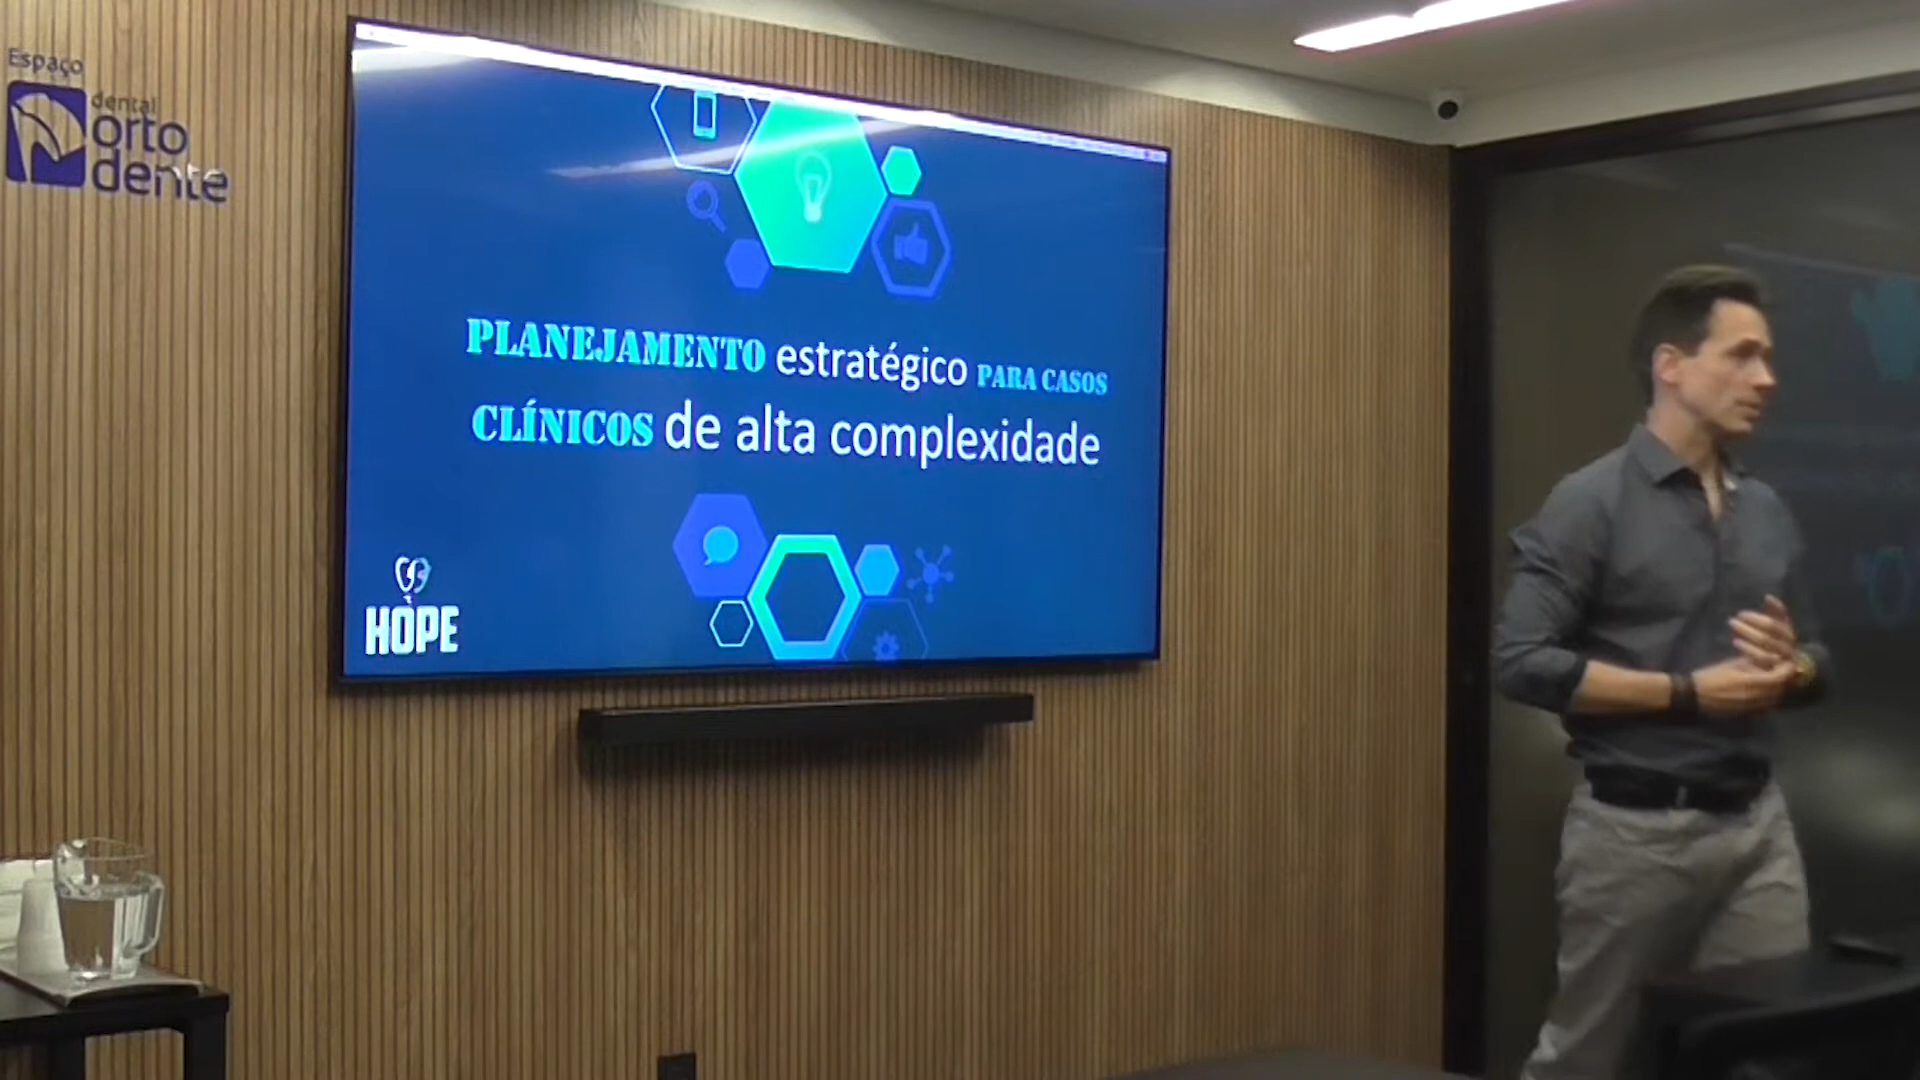 Espaço
dental
orto
dente
PLANEJAMENTO estratégico PARA CASOS
CLÍNICOS de alta complexidade
HOPE